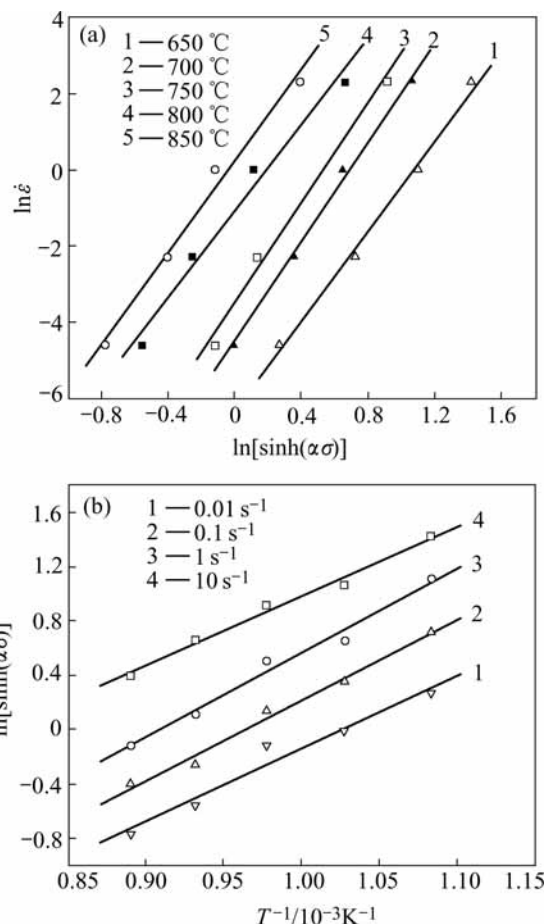 4
(a)
1 — 650 ℃
2 — 700 ℃
3 — 750 ℃
4 — 800 ℃
5 — 850 ℃
5 4 3 2 1
2
0
−2
−4
−6
lnε̇
−0.8 −0.4 0 0.4 0.8 1.2 1.6
ln[sinh(ασ)]
(b)
1 — 0.01 s⁻¹
2 — 0.1 s⁻¹
3 — 1 s⁻¹
4 — 10 s⁻¹
4
3
2
1
1.6
1.2
0.8
0.4
0
−0.4
−0.8
ln[sinh(ασ)]
0.85 0.90 0.95 1.00 1.05 1.10 1.15
T⁻¹/10⁻³K⁻¹